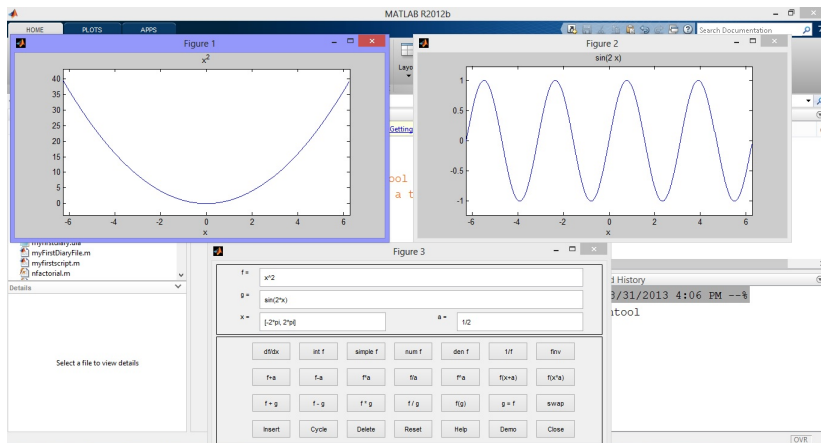 MATLAB R2012b
HOME PLOTS APPS
Search Documentation
Figure 1
x²
40
35
30
25
20
15
10
5
0
-6 -4 -2 0 2 4 6
x
Layo
Getting
ool
a t
Figure 2
sin(2 x)
1
0.5
0
-0.5
-1
-6 -4 -2 0 2 4 6
x
myFirstDiaryFile.m
myfirstscript.m
nfactorial.m
Details
Select a file to view details
Figure 3
f = x^2
g = sin(2*x)
x = [-2*pi, 2*pi] a = 1/2
df/dx int f simple f num f den f 1/f finv
f+a f-a f*a f/a f^a f(x+a) f(x*a)
f + g f - g f * g f / g f(g) g = f swap
Insert Cycle Delete Reset Help Demo Close
d History
3/31/2013 4:06 PM --%
ntool
OVR